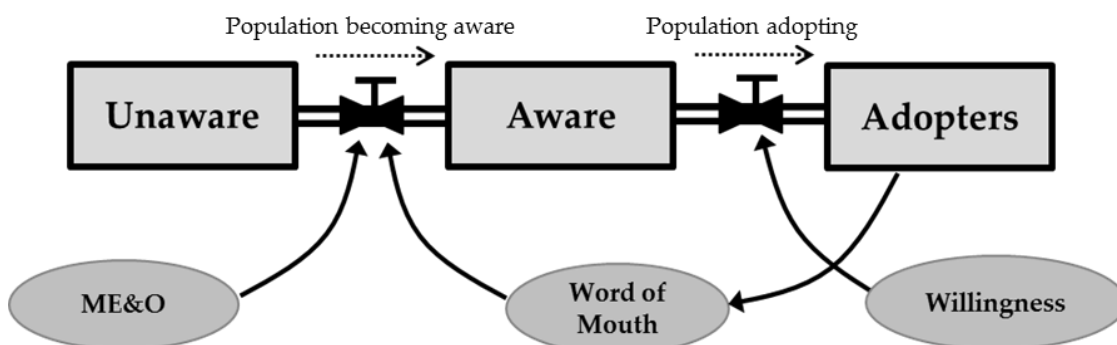 Population becoming aware
Population adopting
Unaware
Aware
Adopters
ME&O
Word of
Mouth
Willingness